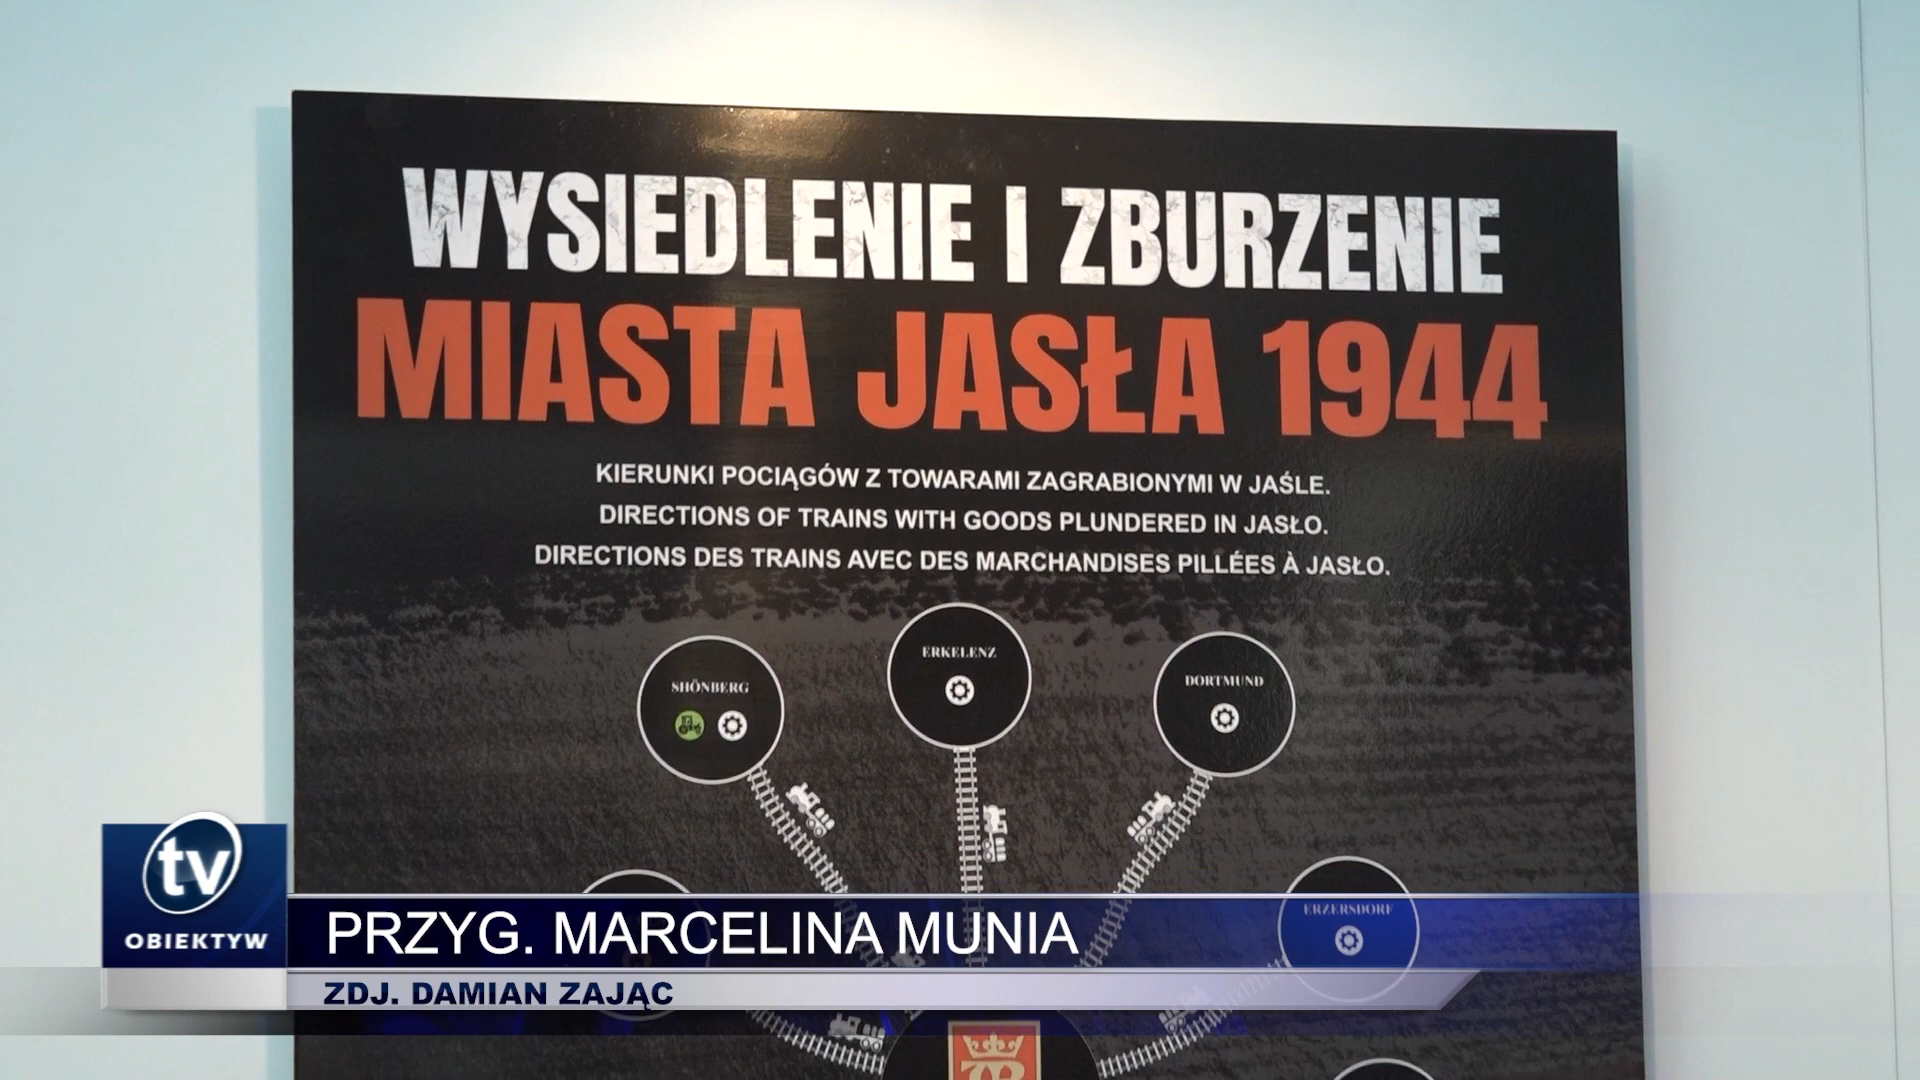 WYSIEDLENIE I ZBURZENIE
MIASTA JASŁA 1944
KIERUNKI POCIĄGÓW Z TOWARAMI ZAGRABIONYMI W JAŚLE.
DIRECTIONS OF TRAINS WITH GOODS PLUNDERED IN JASŁO.
DIRECTIONS DES TRAINS AVEC DES MARCHANDISES PILLÉES À JASŁO.
ERKELENZ
SHÖNBERG
DORTMUND
ERZERSDORF
tv
OBIEKTYW
PRZYG. MARCELINA MUNIA
ZDJ. DAMIAN ZAJĄC